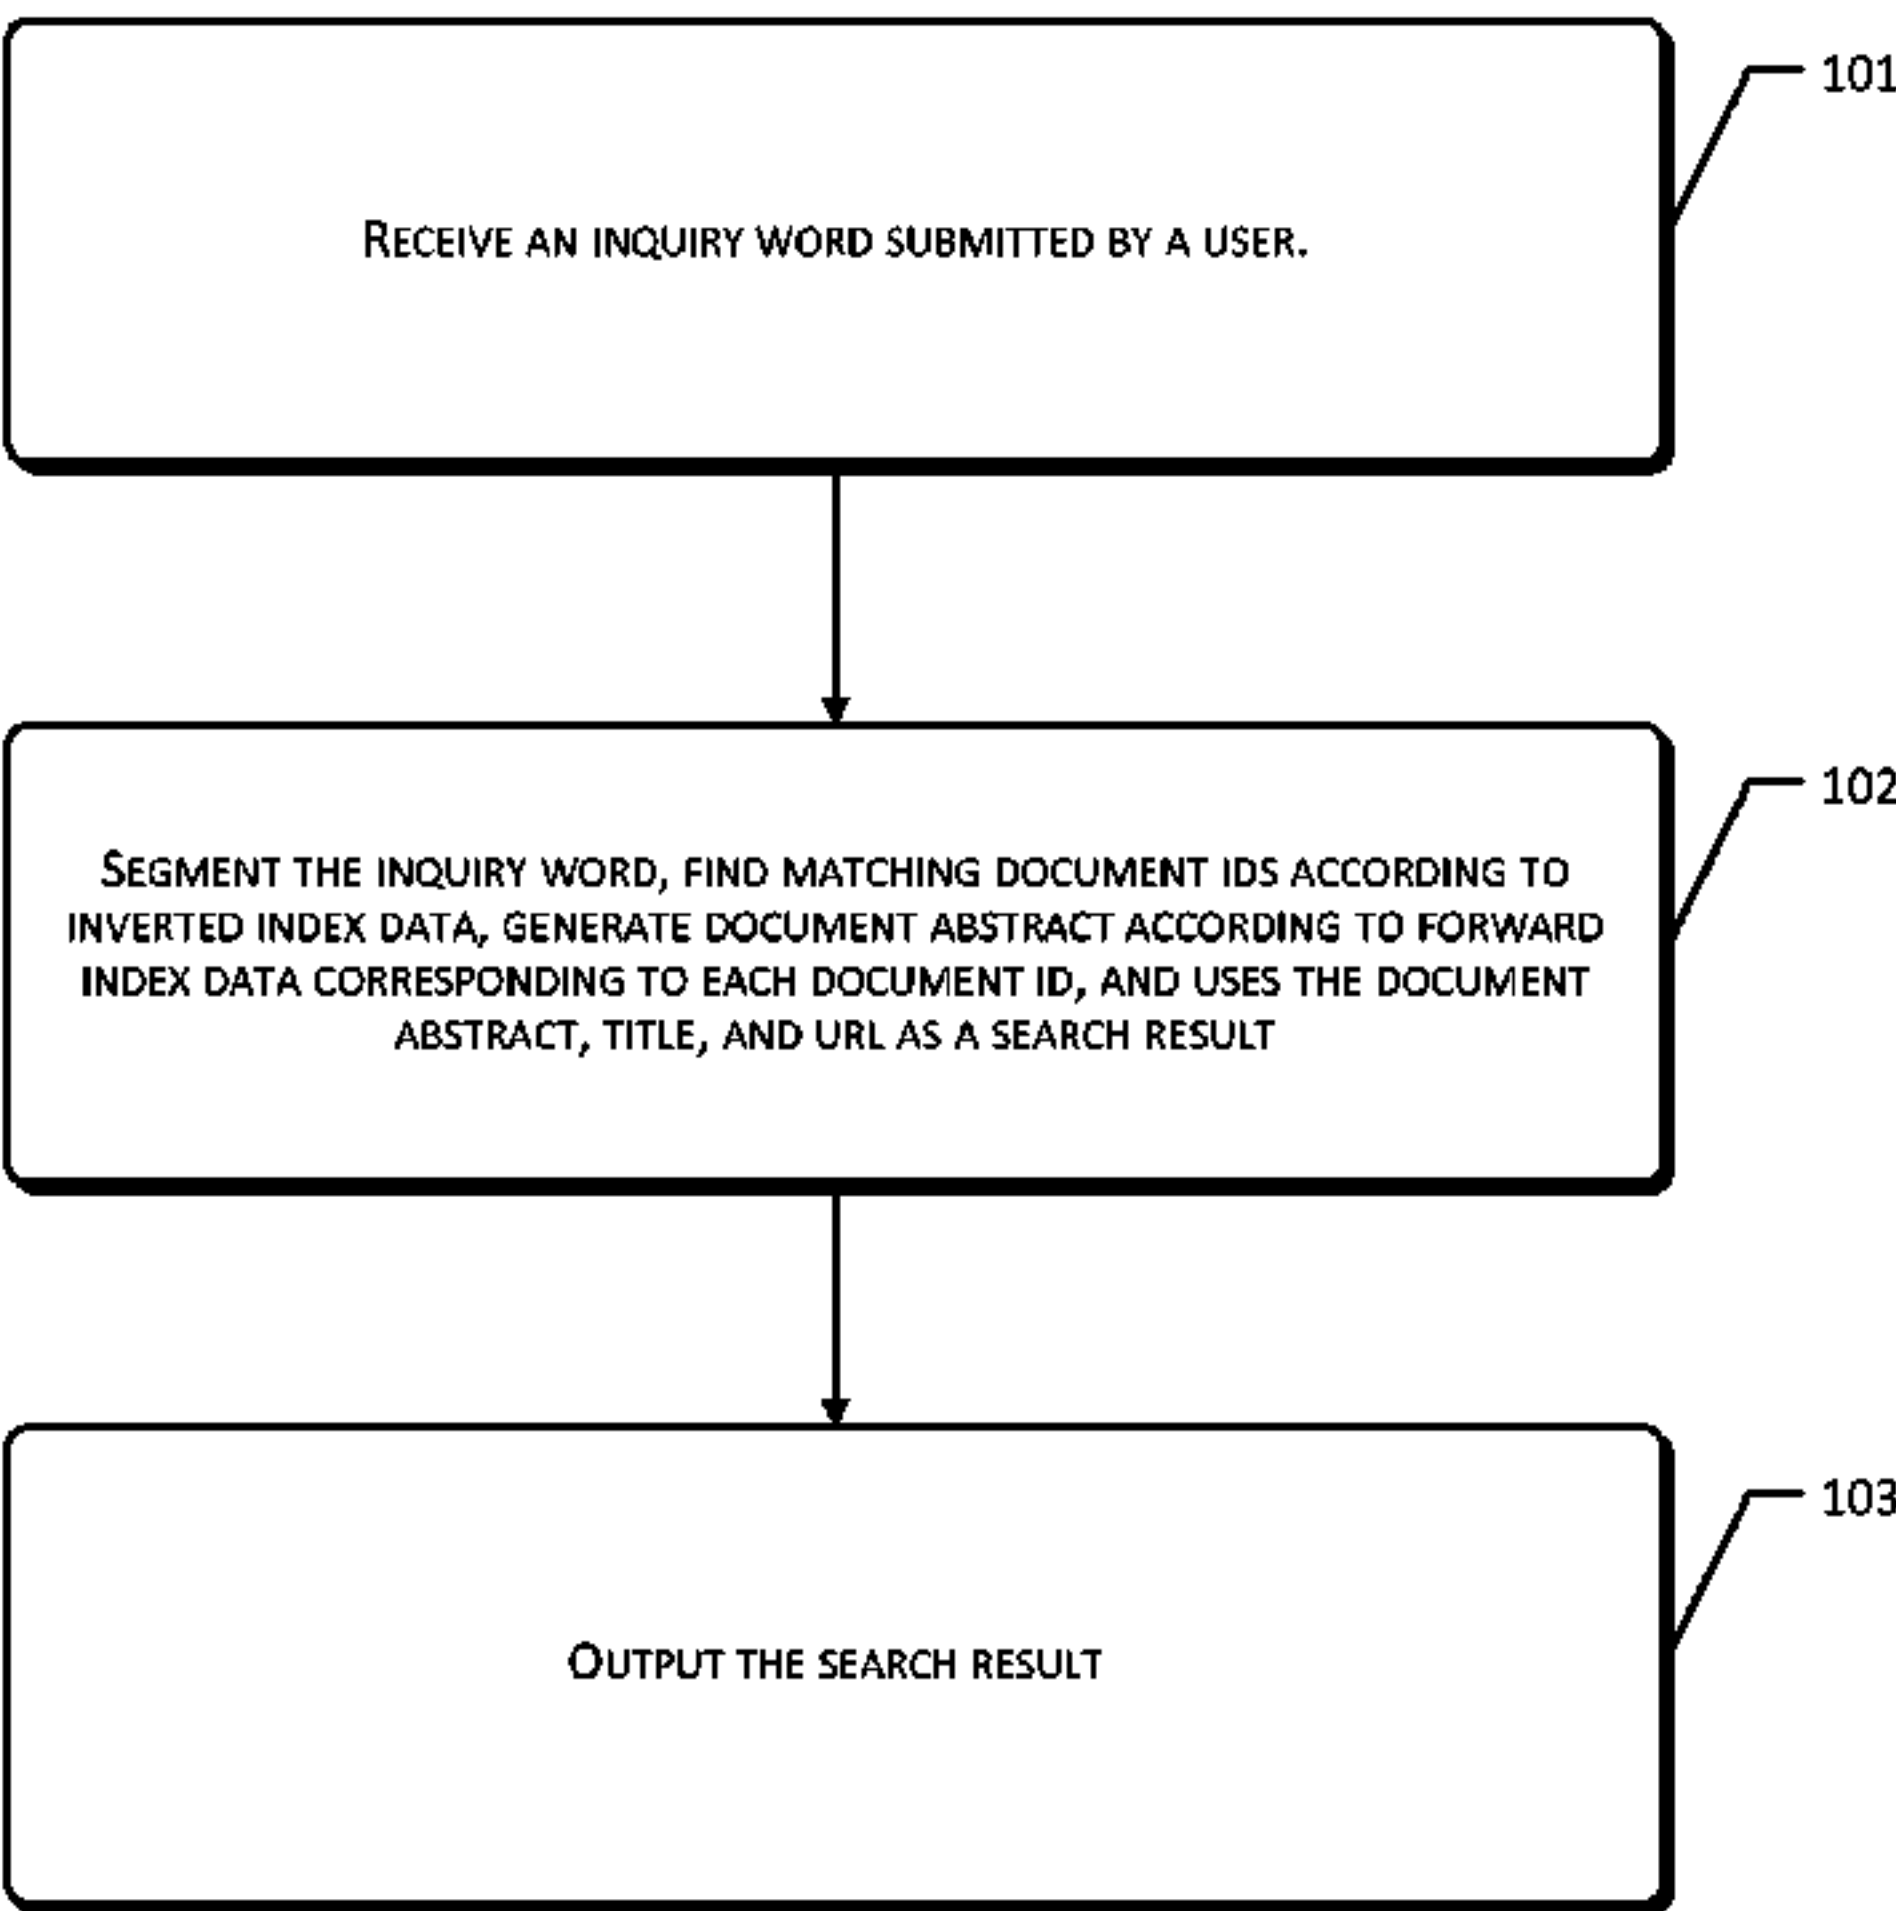 101
RECEIVE AN INQUIRY WORD SUBMITTED BY A USER.
102
SEGMENT THE INQUIRY WORD, FIND MATCHING DOCUMENT IDS ACCORDING TO
INVERTED INDEX DATA, GENERATE DOCUMENT ABSTRACT ACCORDING TO FORWARD
INDEX DATA CORRESPONDING TO EACH DOCUMENT ID, AND USES THE DOCUMENT
ABSTRACT, TITLE, AND URL AS A SEARCH RESULT
103
OUTPUT THE SEARCH RESULT